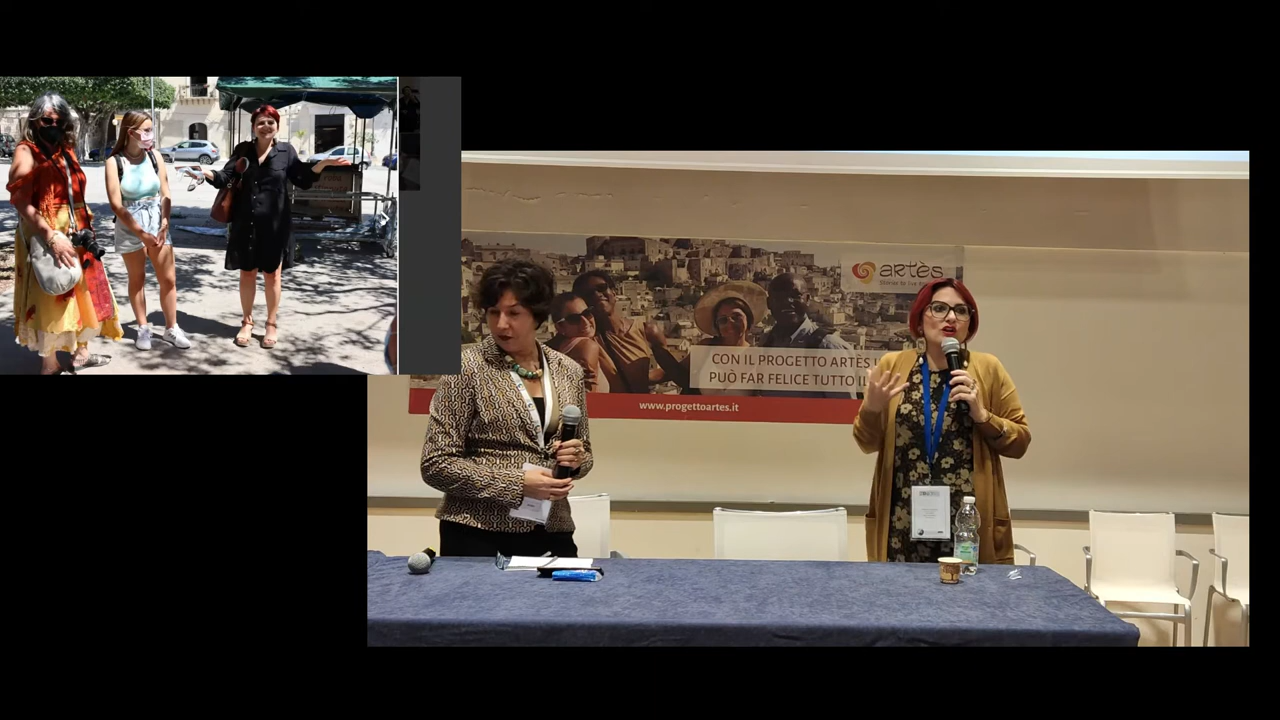 artès
CON IL PROGETTO ARTÈS
PUÒ FAR FELICE TUTTO IL
www.progettoartes.it